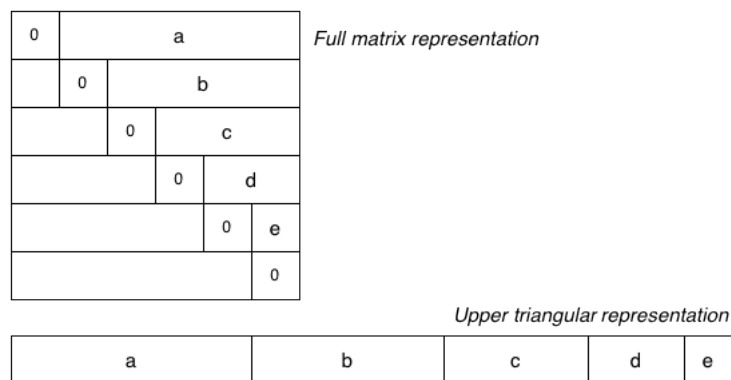 0 a Full matrix representation
0 b
0 c
0 d
0 e
0
Upper triangular representation
a b c d e